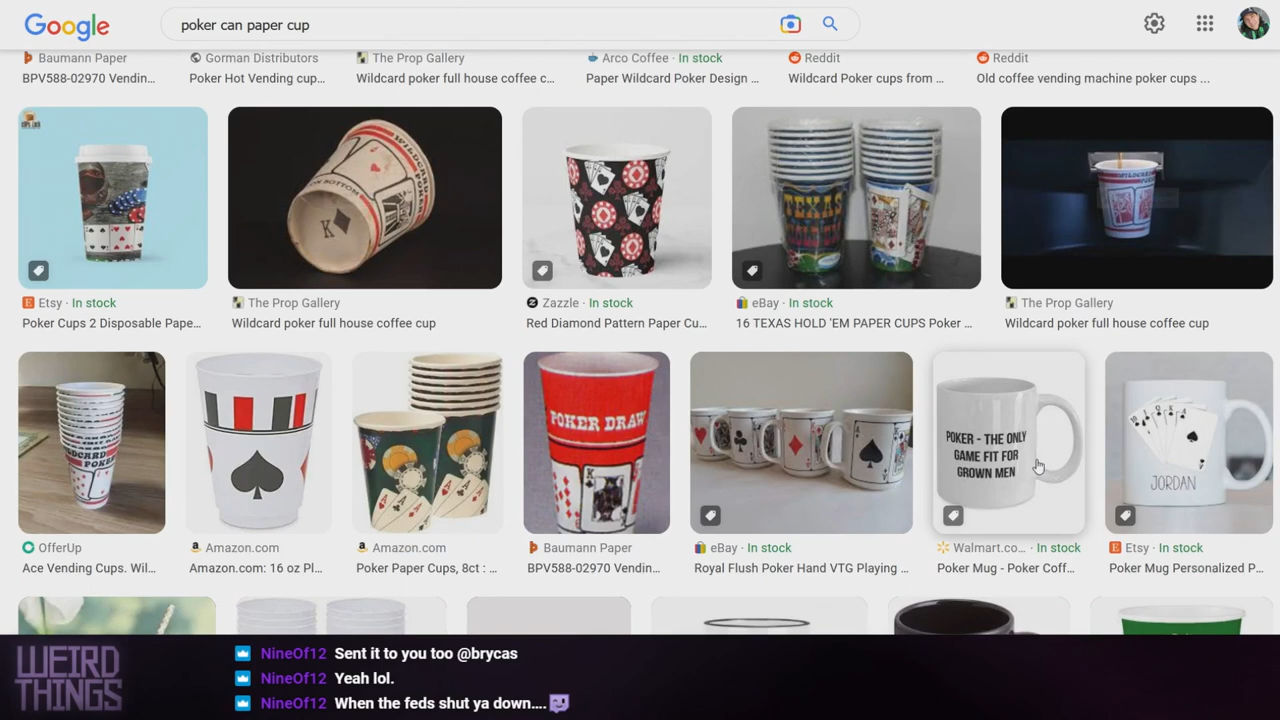 Google
poker can paper cup
Baumann Paper
Gorman Distributors
The Prop Gallery
Arco Coffee · In stock
Reddit
Reddit
BPV588-02970 Vendin...
Poker Hot Vending cup...
Wildcard poker full house coffee c...
Paper Wildcard Poker Design ...
Wildcard Poker cups from ...
Old coffee vending machine poker cups ...
WILDCARD
ON BOTTOM
K
TEXAS
Etsy · In stock
The Prop Gallery
Zazzle · In stock
eBay · In stock
The Prop Gallery
Poker Cups 2 Disposable Pape...
Wildcard poker full house coffee cup
Red Diamond Pattern Paper Cu...
16 TEXAS HOLD 'EM PAPER CUPS Poker ...
Wildcard poker full house coffee cup
WILDCARD
POKER
POKER DRAW
K
POKER - THE ONLY
GAME FIT FOR
GROWN MEN
JORDAN
OfferUp
Amazon.com
Amazon.com
Baumann Paper
eBay · In stock
Walmart.co... · In stock
Etsy · In stock
Ace Vending Cups. Wil...
Amazon.com: 16 oz Pl...
Poker Paper Cups, 8ct : ...
BPV588-02970 Vendin...
Royal Flush Poker Hand VTG Playing ...
Poker Mug - Poker Coff...
Poker Mug Personalized P...
WEIRD
THINGS
NineOf12 Sent it to you too @brycas
NineOf12 Yeah lol.
NineOf12 When the feds shut ya down....